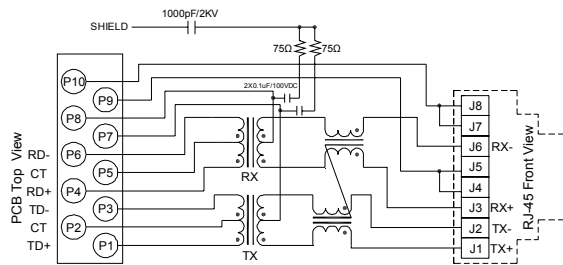 1000pF/2KV
SHIELD
75Ω
75Ω
2X0.1uF/100VDC
PCB Top View
P10
P9
P8
P7
RD- P6
CT P5
RD+ P4
TD- P3
CT P2
TD+ P1
RX
TX
J8
J7
J6 RX-
J5
J4
J3 RX+
J2 TX-
J1 TX+
RJ-45 Front View